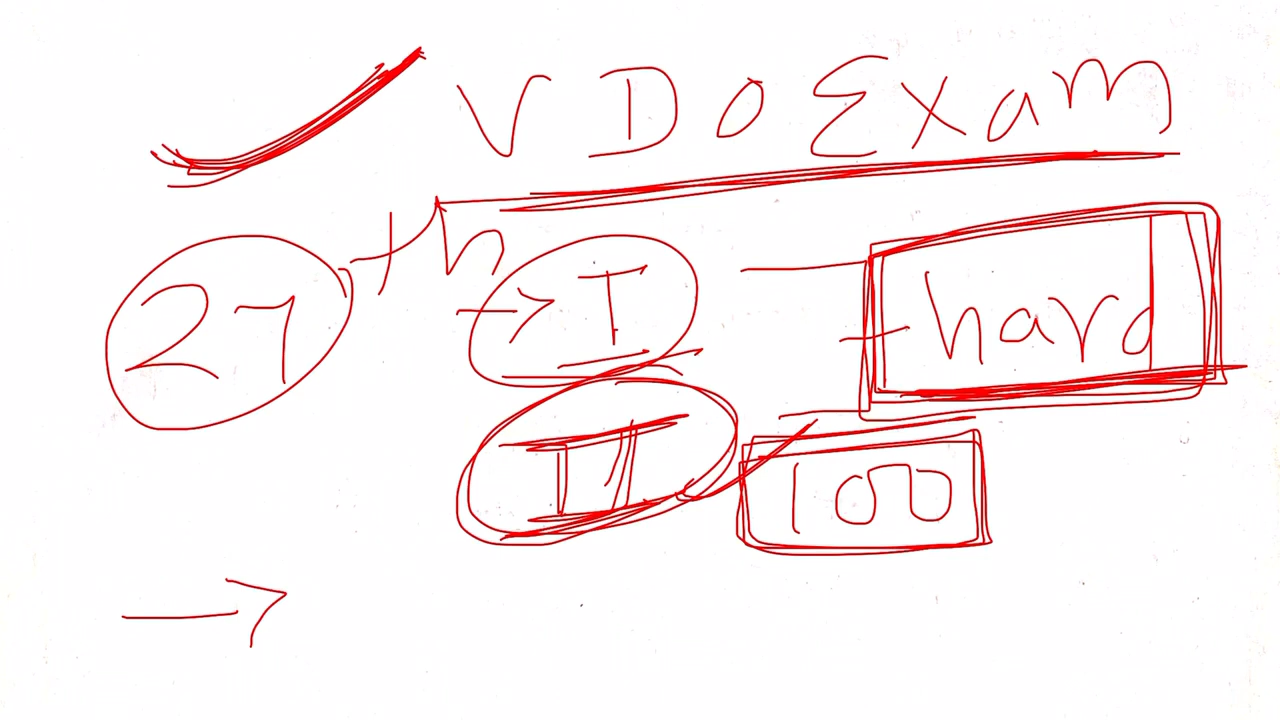 VDO Exam
27th → I - hard
II 100
→